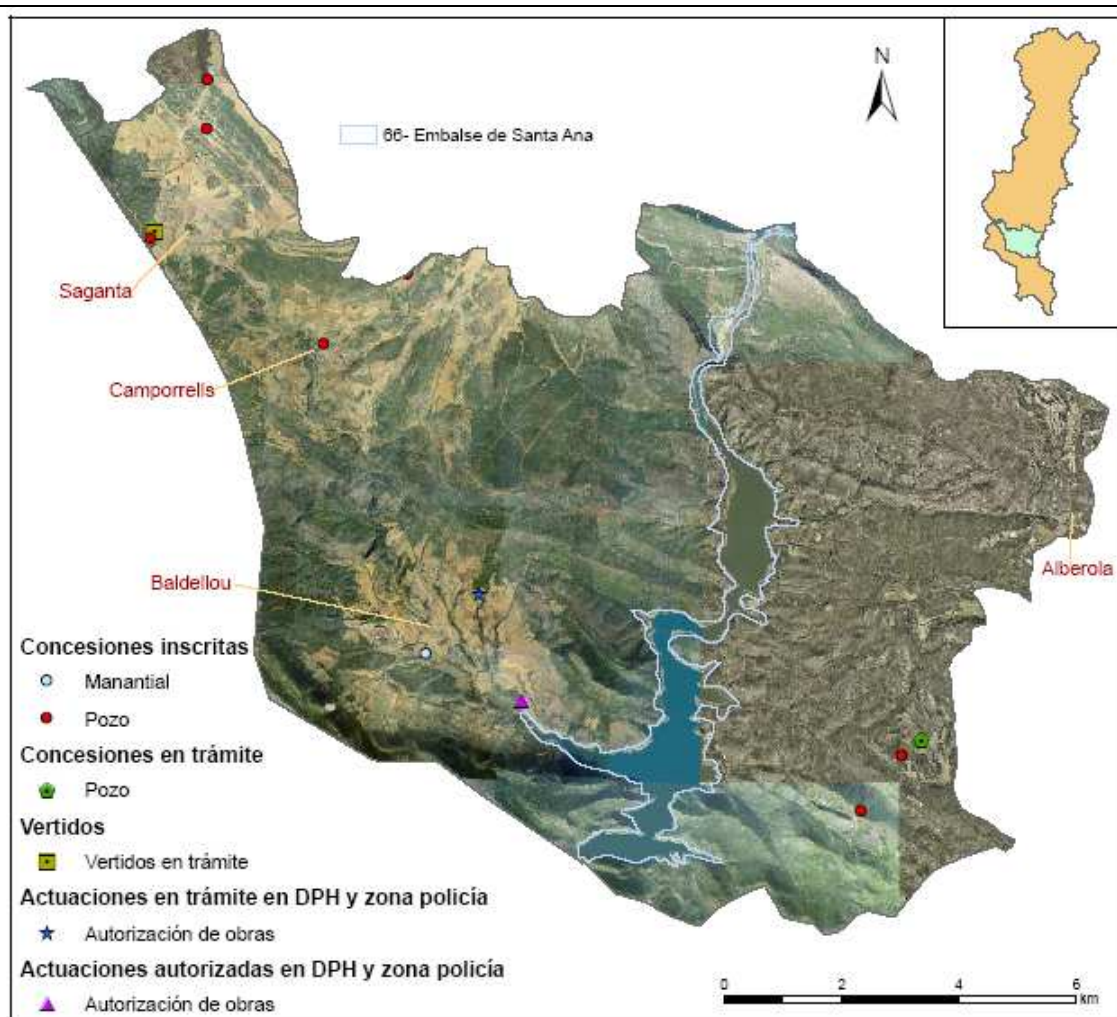 N
66- Embalse de Santa Ana
Saganta
Camporrells
Baldellou
Alberola
Concesiones inscritas
Manantial
Pozo
Concesiones en trámite
Pozo
Vertidos
Vertidos en trámite
Actuaciones en trámite en DPH y zona policía
Autorización de obras
Actuaciones autorizadas en DPH y zona policía
Autorización de obras
0 2 4 6
km